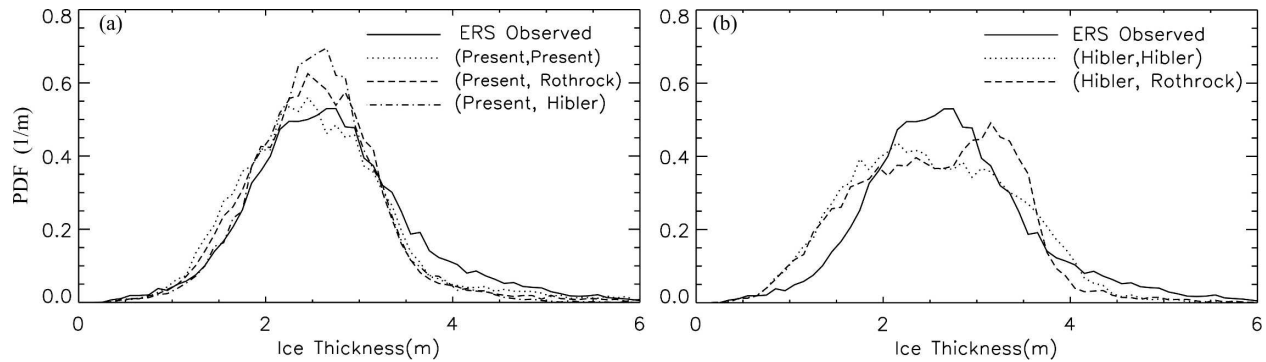 (a)
ERS Observed
(Present,Present)
(Present, Rothrock)
(Present, Hibler)
PDF (1/m)
0.8
0.6
0.4
0.2
0.0
0
2
4
6
Ice Thickness(m)
(b)
ERS Observed
(Hibler,Hibler)
(Hibler, Rothrock)
0.8
0.6
0.4
0.2
0.0
0
2
4
6
Ice Thickness(m)